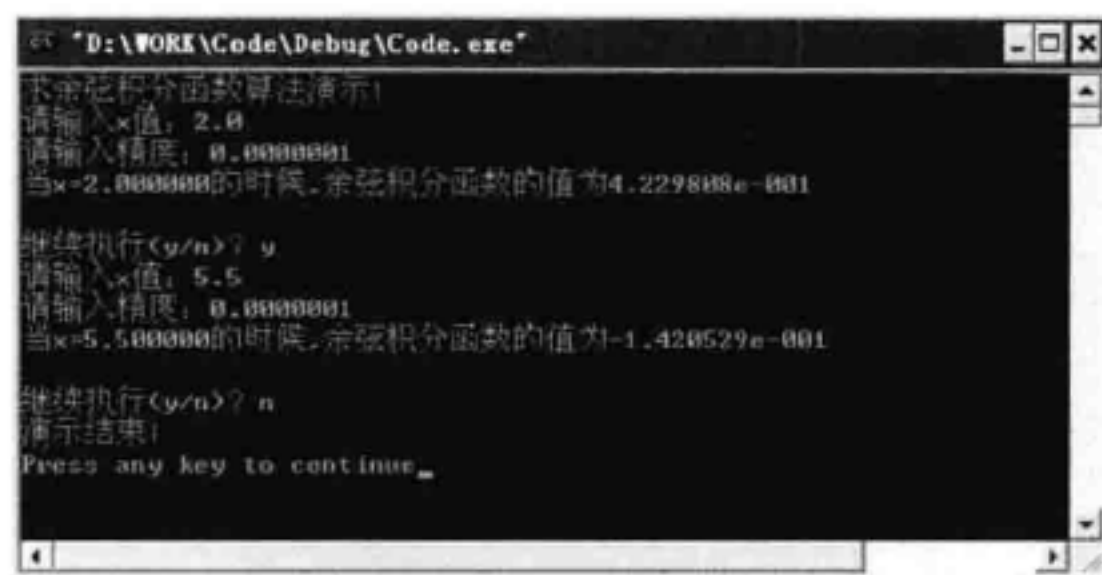 "D:\WORK\Code\Debug\Code.exe"
求余弦积分函数算法演示!
请输入x值: 2.0
请输入精度: 0.0000001
当x=2.000000的时候,余弦积分函数的值为4.229808e-001
继续执行(y/n)? y
请输入x值: 5.5
请输入精度: 0.0000001
当x=5.500000的时候,余弦积分函数的值为-1.420529e-001
继续执行(y/n)? n
演示结束!
Press any key to continue_